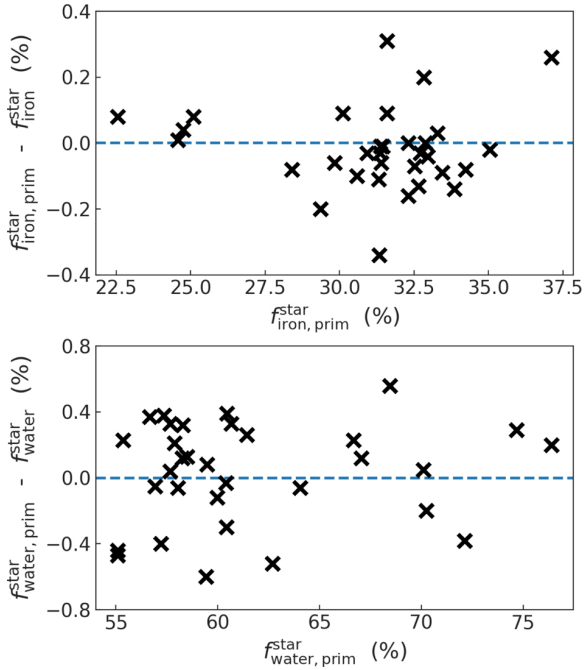 0.4
0.2
0.0
−0.2
−0.4
f^star_iron, prim - f^star_iron (%)
22.5 25.0 27.5 30.0 32.5 35.0 37.5
f^star_iron, prim (%)
0.8
0.4
0.0
−0.4
−0.8
f^star_water, prim - f^star_water (%)
55 60 65 70 75
f^star_water, prim (%)